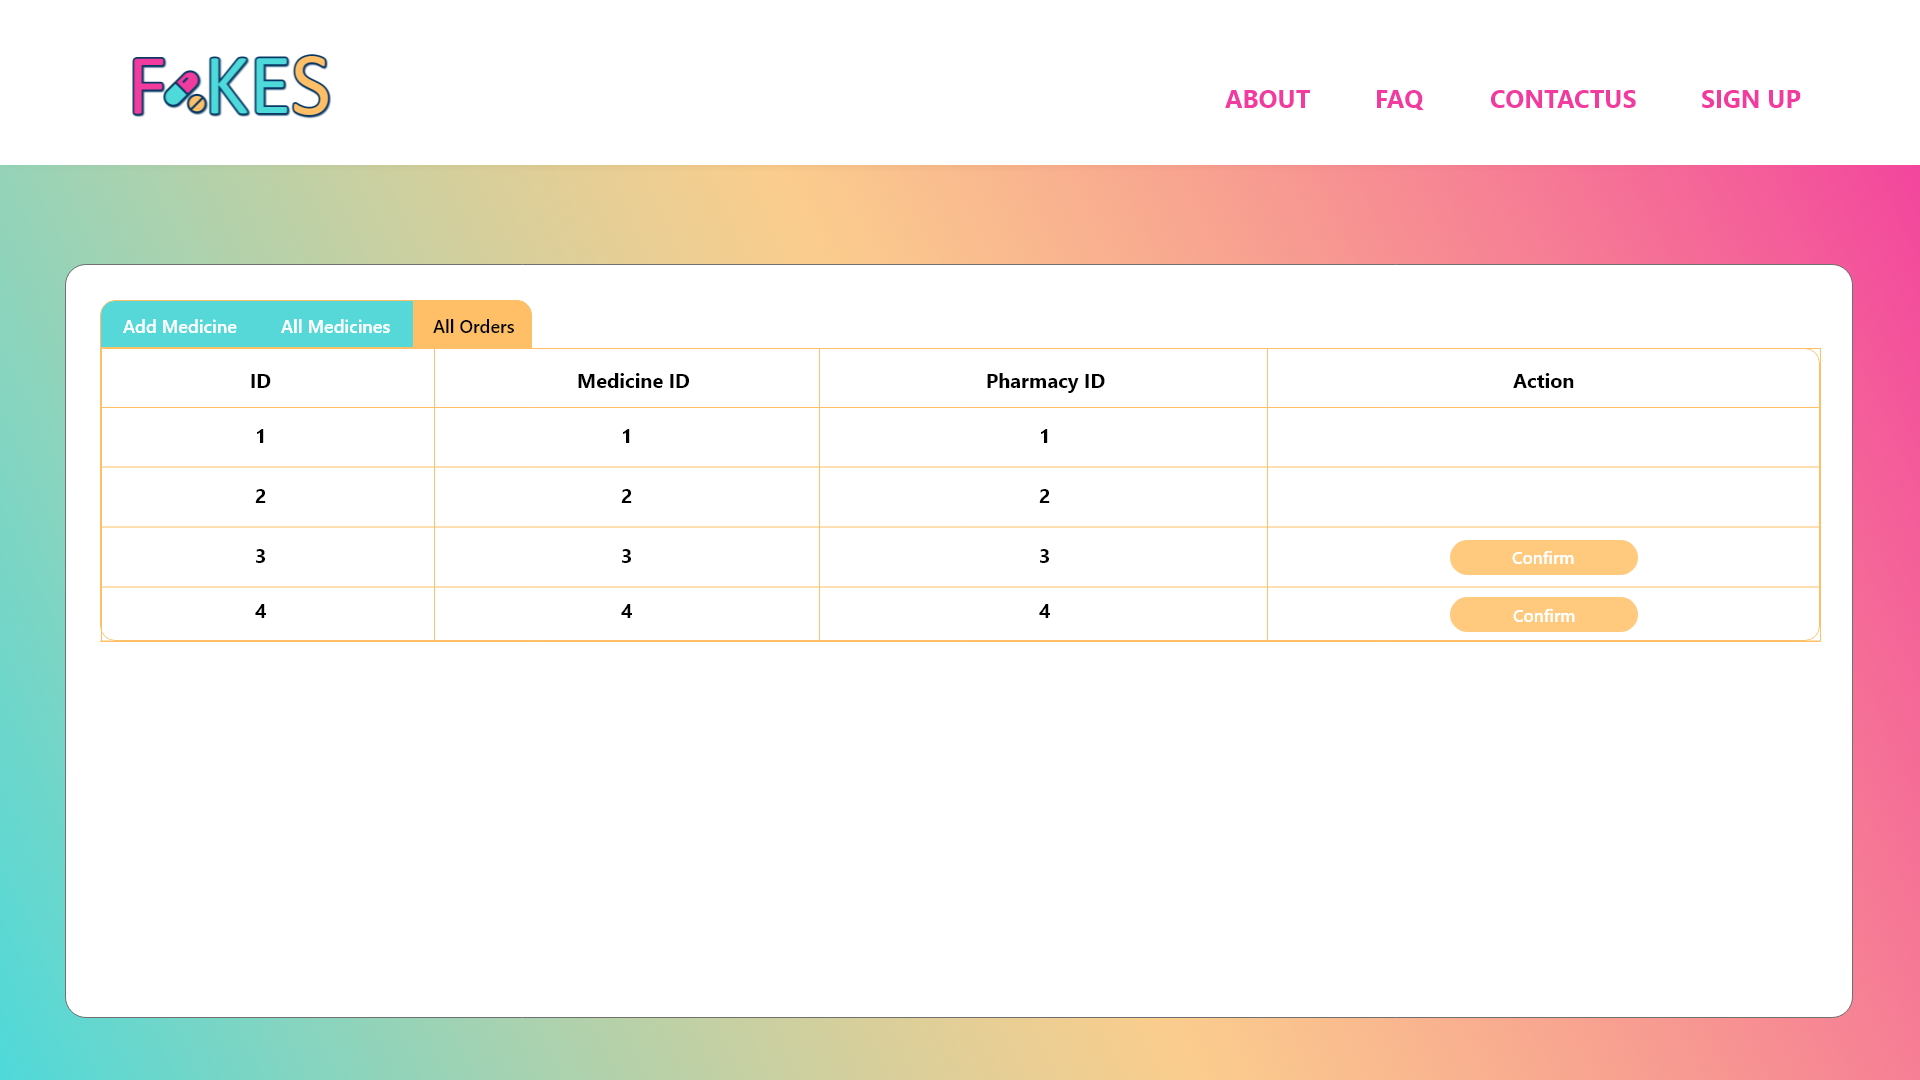 FAKES
ABOUT FAQ CONTACTUS SIGN UP
Add Medicine All Medicines All Orders
ID Medicine ID Pharmacy ID Action
1 1 1
2 2 2
3 3 3 Confirm
4 4 4 Confirm